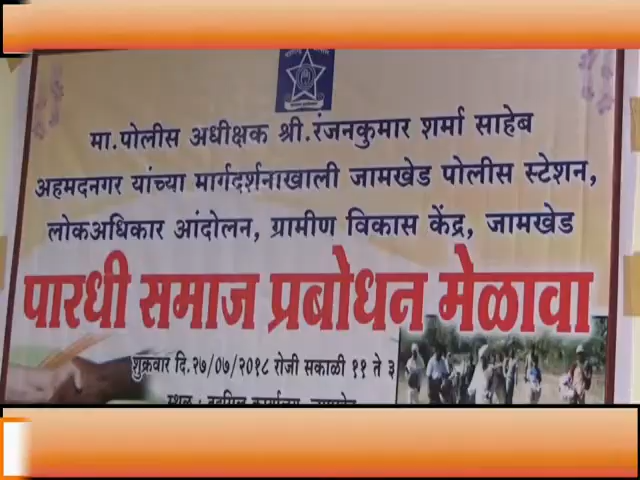 मा.पोलीस अधीक्षक श्री.रंजनकुमार शर्मा साहेब
अहमदनगर यांच्या मार्गदर्शनाखाली जामखेड पोलीस स्टेशन,
लोकअधिकार आंदोलन, ग्रामीण विकास केंद्र, जामखेड
पारधी समाज प्रबोधन मेळावा
शुक्रवार दि.२७/०७/२०१८ रोजी सकाळी ११ ते ३
स्थळ :